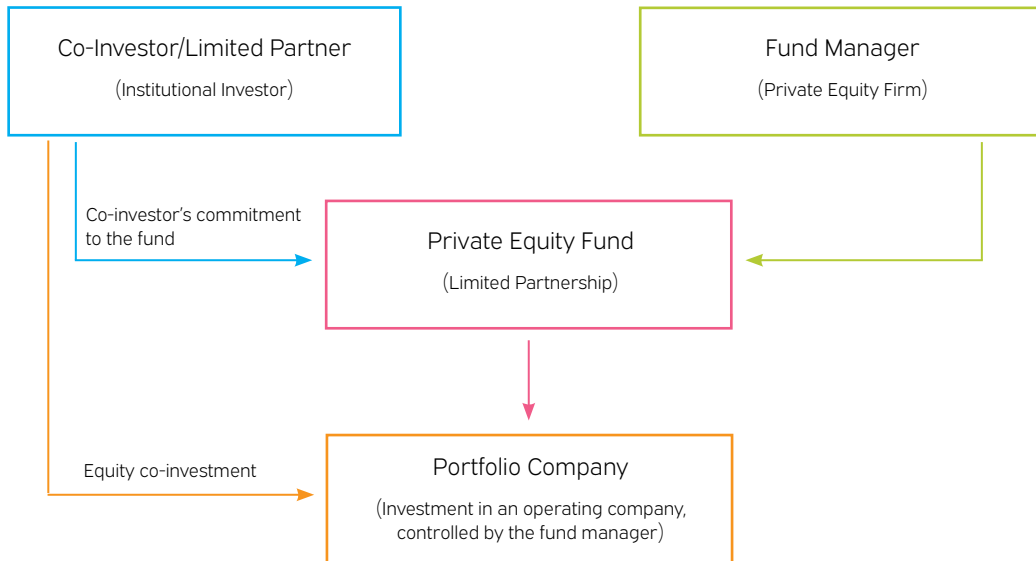 Co-Investor/Limited Partner
(Institutional Investor)
Fund Manager
(Private Equity Firm)
Co-investor's commitment
to the fund
Private Equity Fund
(Limited Partnership)
Equity co-investment
Portfolio Company
(Investment in an operating company,
controlled by the fund manager)